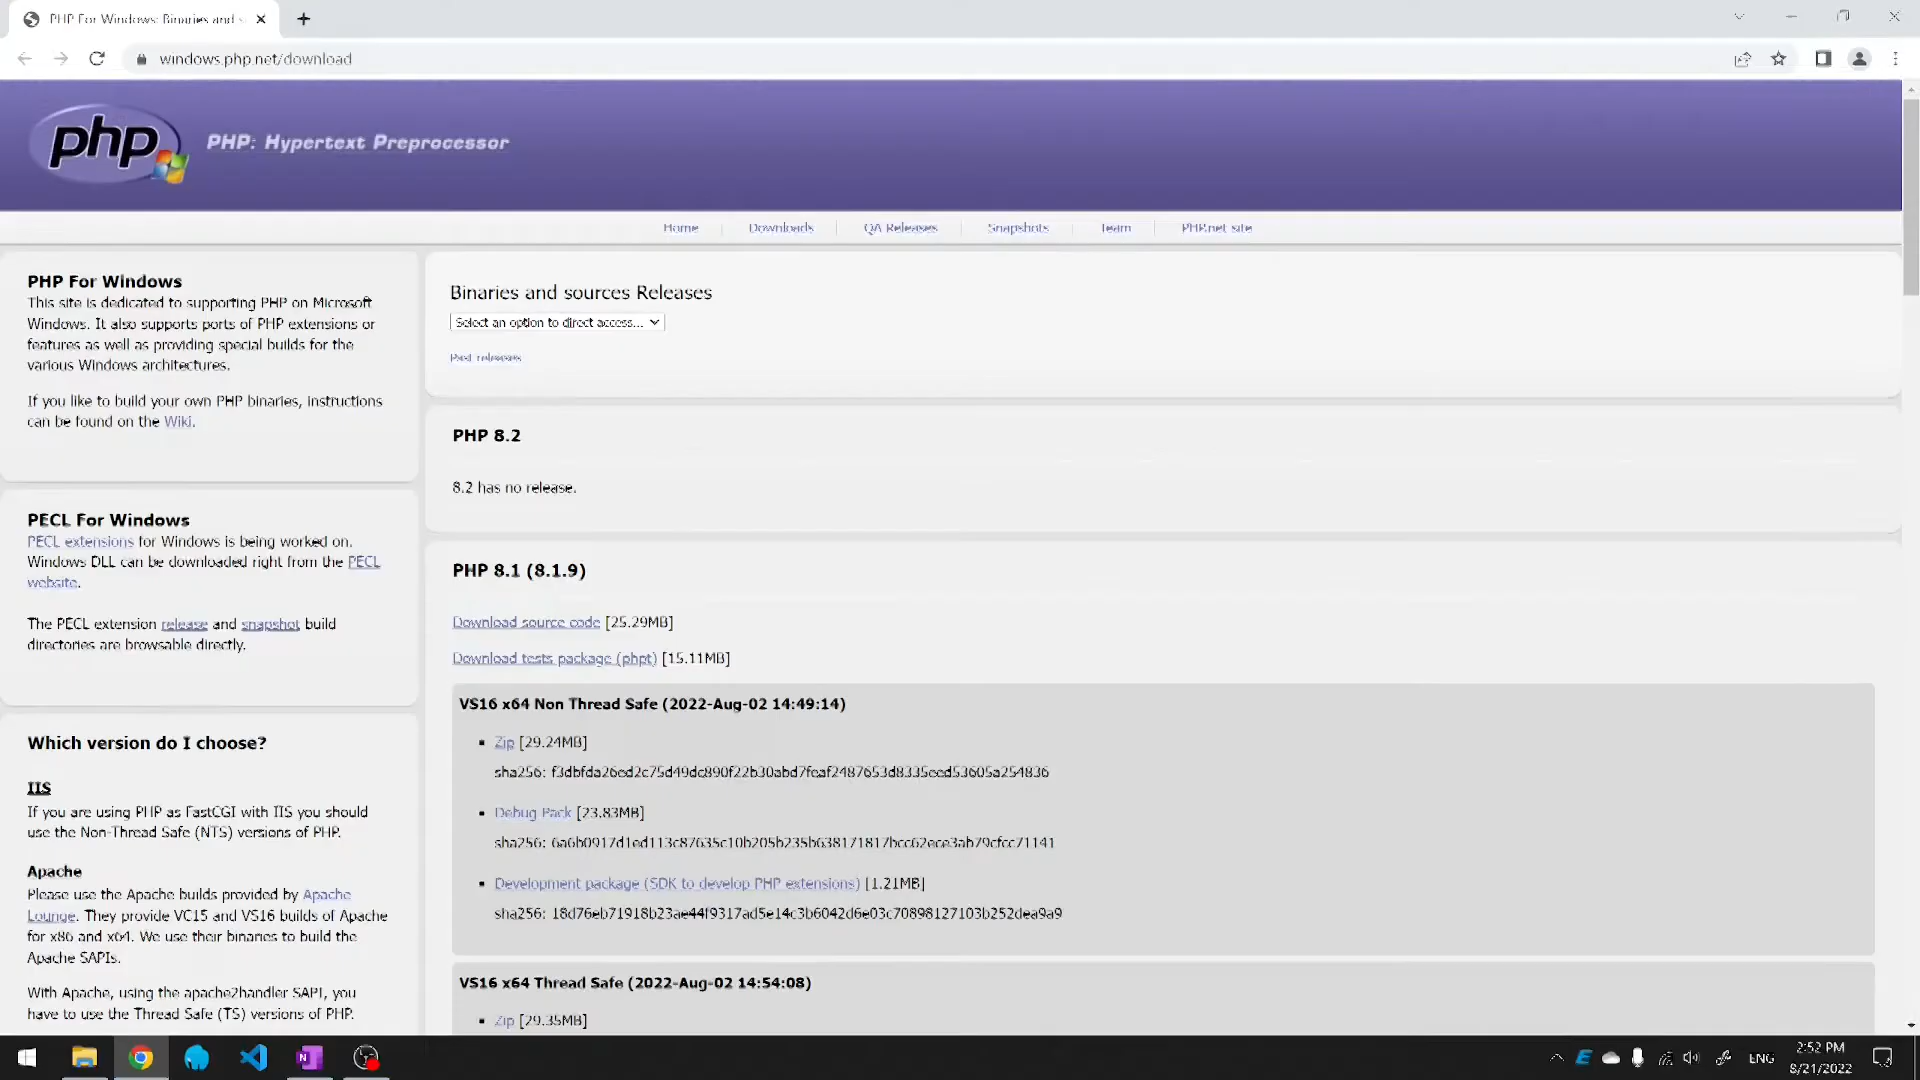 PHP For Windows: Binaries and s
windows.php.net/download
php
PHP: Hypertext Preprocessor
Home
Downloads
QA Releases
Snapshots
Team
PHP.net site
PHP For Windows
This site is dedicated to supporting PHP on Microsoft
Windows. It also supports ports of PHP extensions or
features as well as providing special builds for the
various Windows architectures.
If you like to build your own PHP binaries, instructions
can be found on the Wiki.
PECL For Windows
PECL extensions for Windows is being worked on.
Windows DLL can be downloaded right from the PECL
website.
The PECL extension release and snapshot build
directories are browsable directly.
Which version do I choose?
IIS
If you are using PHP as FastCGI with IIS you should
use the Non-Thread Safe (NTS) versions of PHP.
Apache
Please use the Apache builds provided by Apache
Lounge. They provide VC15 and VS16 builds of Apache
for x86 and x64. We use their binaries to build the
Apache SAPIs.
With Apache, using the apache2handler SAPI, you
have to use the Thread Safe (TS) versions of PHP.
Binaries and sources Releases
Select an option to direct access...
Past releases
PHP 8.2
8.2 has no release.
PHP 8.1 (8.1.9)
Download source code [25.29MB]
Download tests package (phpt) [15.11MB]
VS16 x64 Non Thread Safe (2022-Aug-02 14:49:14)
Zip [29.24MB]
sha256: f3dbfda26ed2c75d49dc890f22b30abd7feaf2487653d8335eed53605a254836
Debug Pack [23.83MB]
sha256: 6a6b0917d1ed113c87635c10b205b235b638171817bcc62ece3ab79cfcc71141
Development package (SDK to develop PHP extensions) [1.21MB]
sha256: 18d76eb71918b23ae44f9317ad5e14c3b6042d6e03c70898127103b252dea9a9
VS16 x64 Thread Safe (2022-Aug-02 14:54:08)
Zip [29.35MB]
ENG
2:52 PM
8/21/2022